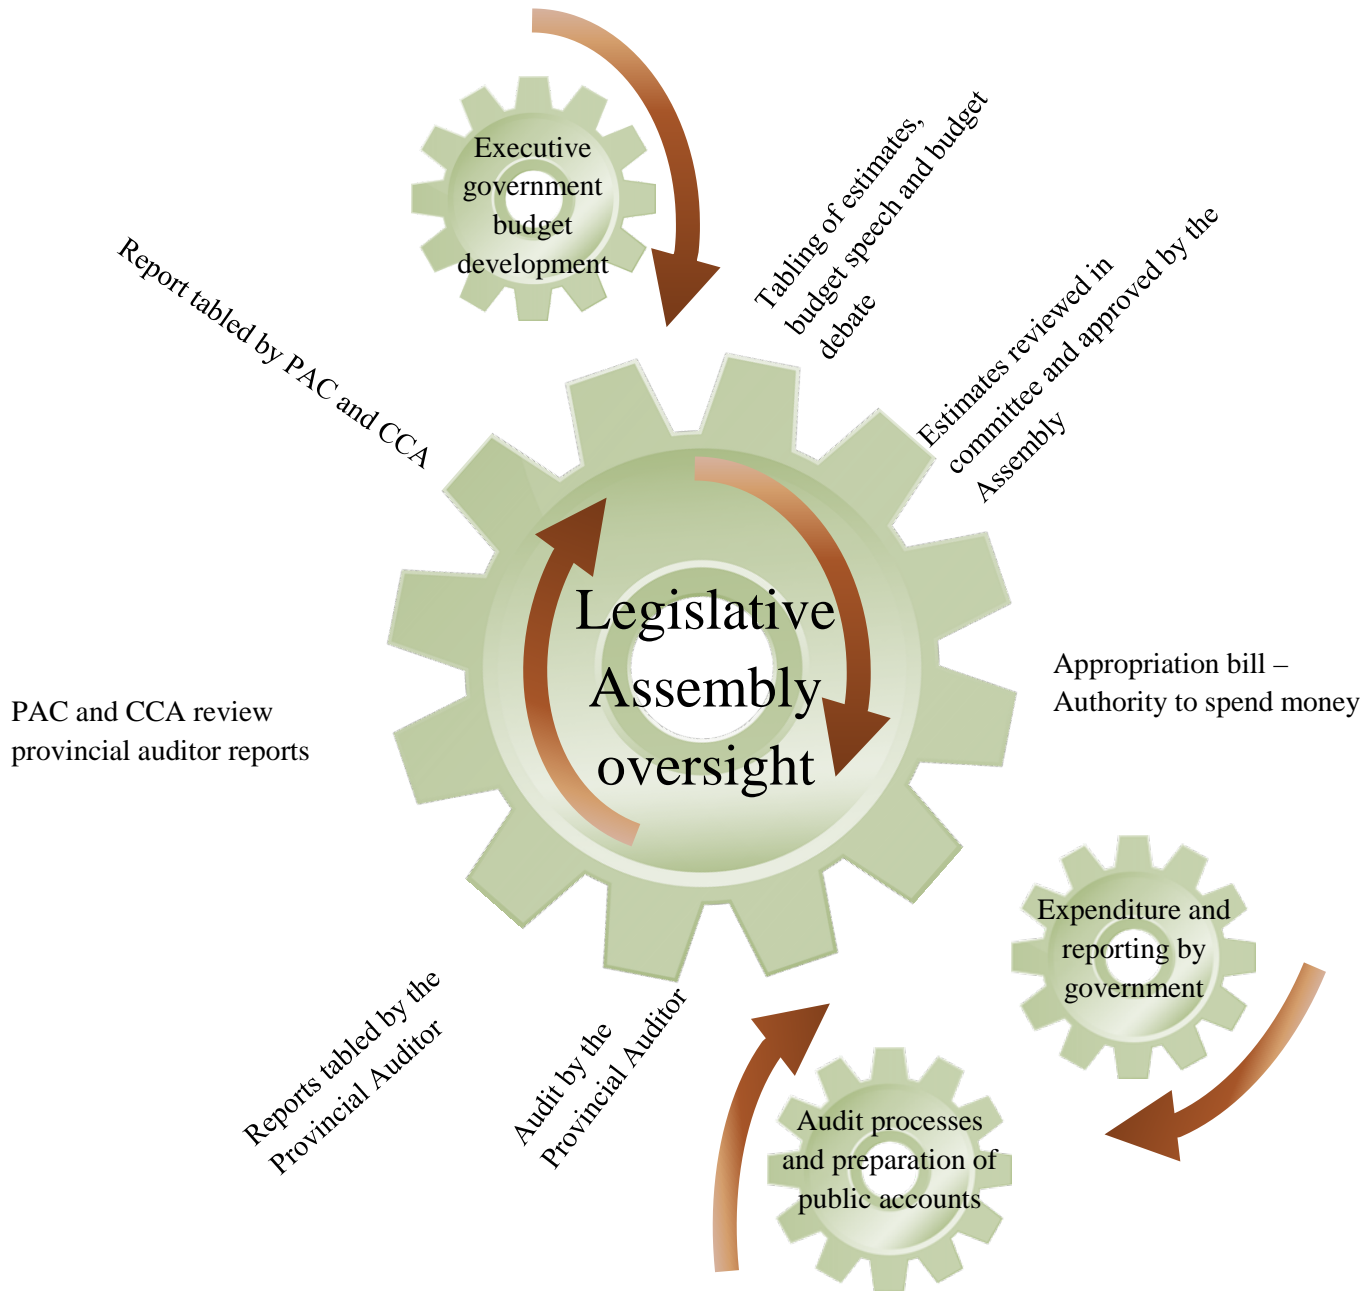 Executive
government
budget
development
Tabling of estimates,
budget speech and budget
debate
Estimates reviewed in
committee and approved by the
Assembly
Report tabled by PAC and CCA
Legislative
Assembly
oversight
Appropriation bill –
Authority to spend money
PAC and CCA review
provincial auditor reports
Expenditure and
reporting by
government
Audit processes
and preparation of
public accounts
Audit by the
Provincial Auditor
Reports tabled by the
Provincial Auditor